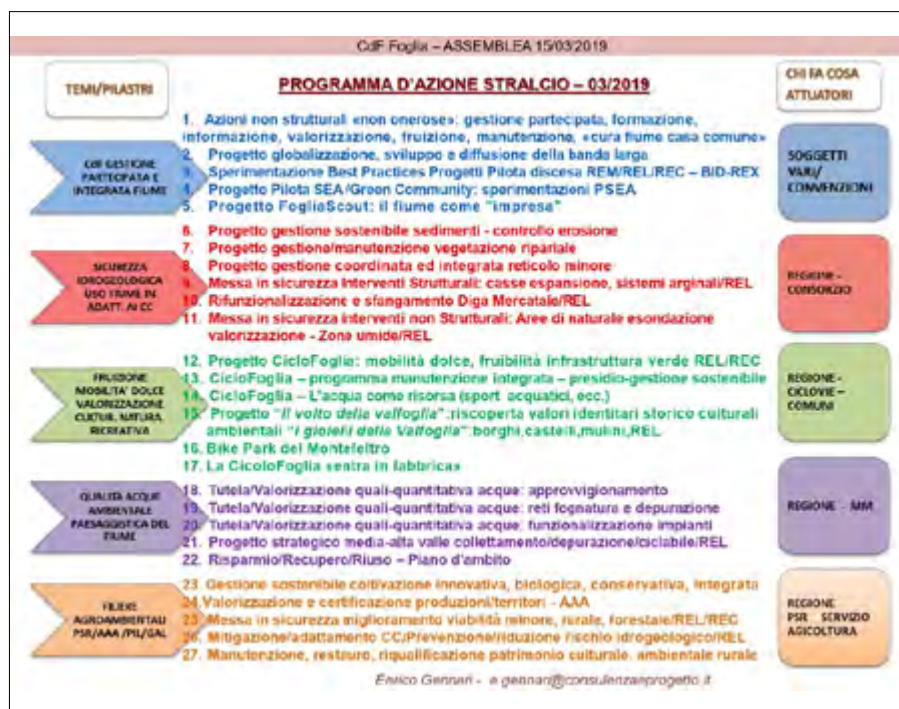 CdF Foglia – ASSEMBLEA 15/03/2019
TEMI/PILASTRI
PROGRAMMA D'AZIONE STRALCIO – 03/2019
CHI FA COSA
ATTUATORI
1. Azioni non strutturali «non onerose»: gestione partecipata, formazione,
informazione, valorizzazione, fruizione, manutenzione, «cura fiume casa comune»
2. Progetto globalizzazione, sviluppo e diffusione della banda larga
3. Sperimentazione Best Practices Progetti Pilota discesa REM/REL/REC – BID-REX
4. Progetto Pilota SEA/Green Community: sperimentazioni PSEA
5. Progetto FogliaScout: il fiume come "impresa"
CdF GESTIONE
PARTECIPATA E
INTEGRATA FIUME
SOGGETTI
VARI/
CONVENZIONI
6. Progetto gestione sostenibile sedimenti - controllo erosione
7. Progetto gestione/manutenzione vegetazione ripariale
8. Progetto gestione coordinata ed integrata reticolo minore
9. Messa in sicurezza Interventi Strutturali: casse espansione, sistemi arginali/REL
10. Rifunzionalizzazione e sfangamento Diga Mercatale/REL
11. Messa in sicurezza interventi non Strutturali: Aree di naturale esondazione
valorizzazione - Zone umide/REL
SICUREZZA
IDROGEOLOGICA
USO FIUME IN
ADATT. AI CC
REGIONE -
CONSORZIO
12. Progetto CicloFoglia: mobilità dolce, fruibilità infrastruttura verde REL/REC
13. CicloFoglia – programma manutenzione integrata – presidio-gestione sostenibile
14. CicloFoglia – L'acqua come risorsa (sport acquatici, ecc.)
15. Progetto "Il volto della valfoglia":riscoperta valori identitari storico culturali
ambientali "I gioielli della Valfoglia":borghi,castelli,mulini,REL
16. Bike Park del Montefeltro
17. La CicoloFoglia «entra in fabbrica»
FRUIZIONE
MOBILITA' DOLCE
VALORIZZAZIONE
CULTUR. NATURA
RICREATIVA
REGIONE -
CICLOVIE –
COMUNI
18. Tutela/Valorizzazione quali-quantitativa acque: approvvigionamento
19. Tutela/Valorizzazione quali-quantitativa acque: reti fognatura e depurazione
20. Tutela/Valorizzazione quali-quantitativa acque: funzionalizzazione impianti
21. Progetto strategico media-alta valle collettamento/depurazione/ciclabile/REL
22. Risparmio/Recupero/Riuso – Piano d'ambito
QUALITÀ ACQUE
AMBIENTALE
PAESAGGISTICA DEL
FIUME
REGIONE - MM
23. Gestione sostenibile coltivazione innovativa, biologica, conservativa, integrata
24. Valorizzazione e certificazione produzioni/territori - AAA
25. Messa in sicurezza miglioramento viabilità minore, rurale, forestale/REL/REC
26. Mitigazione/adattamento CC/Prevenzione/riduzione rischio idrogeologico/REL
27. Manutenzione, restauro, riqualificazione patrimonio culturale, ambientale rurale
FILIERE
AGROAMBIENTALI
PSR/AAA /PIL/GAL
REGIONE
PSR SERVIZIO
AGICOLTURA
Enrico Gennari - e.gennari@consulenzaeprogetto.it